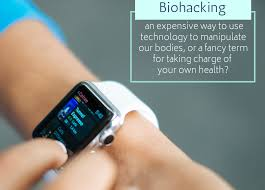 Biohacking
an expensive way to use
technology to manipulate
our bodies, or a fancy term
for taking charge of
your own health?